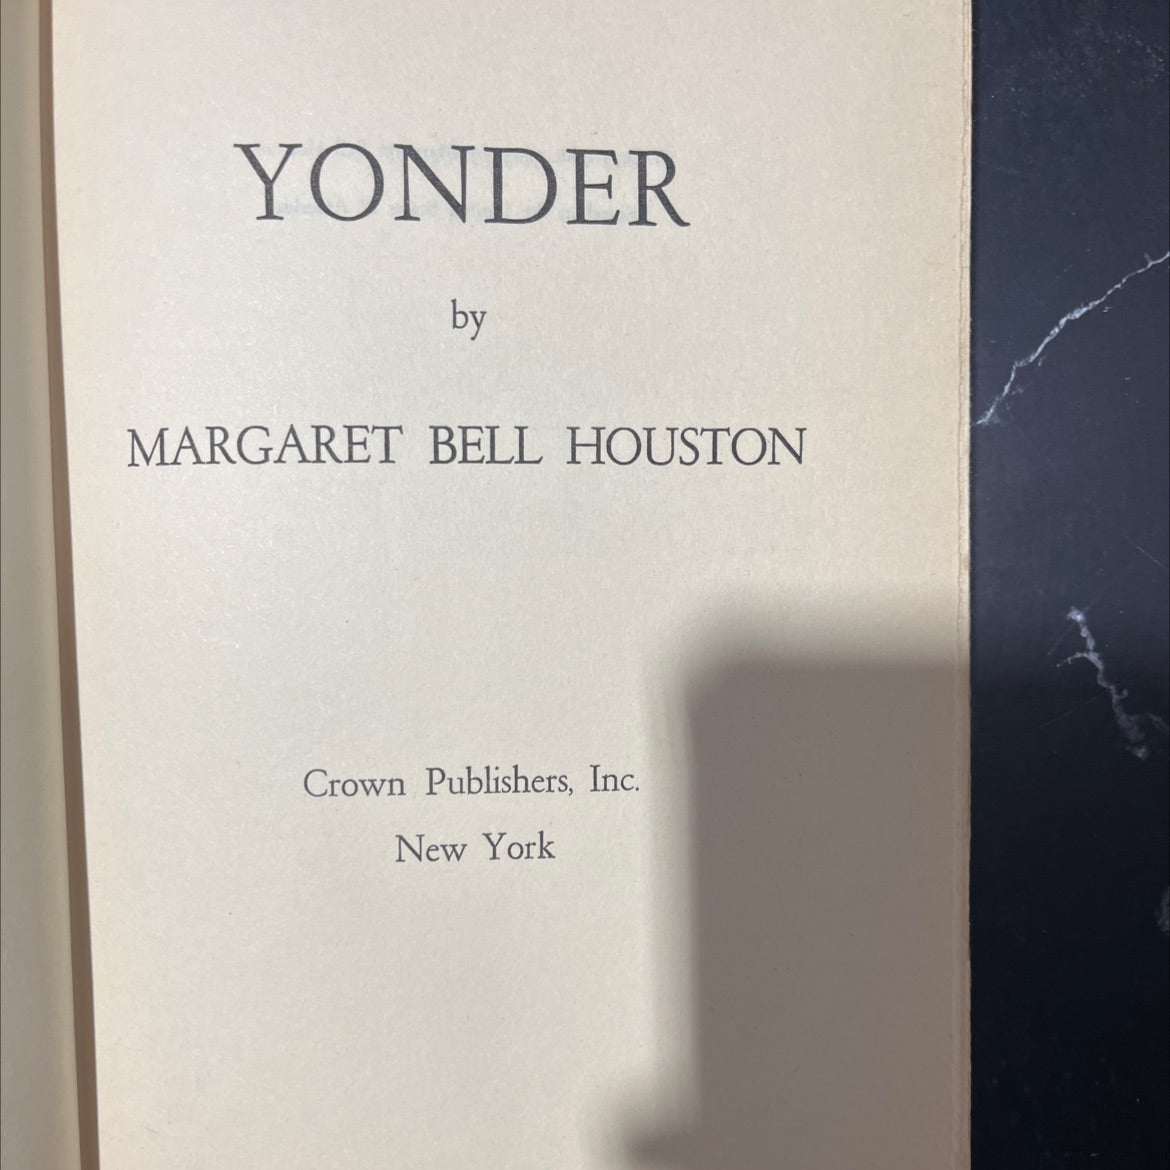 YONDER
by
MARGARET BELL HOUSTON
Crown Publishers, Inc.
New York